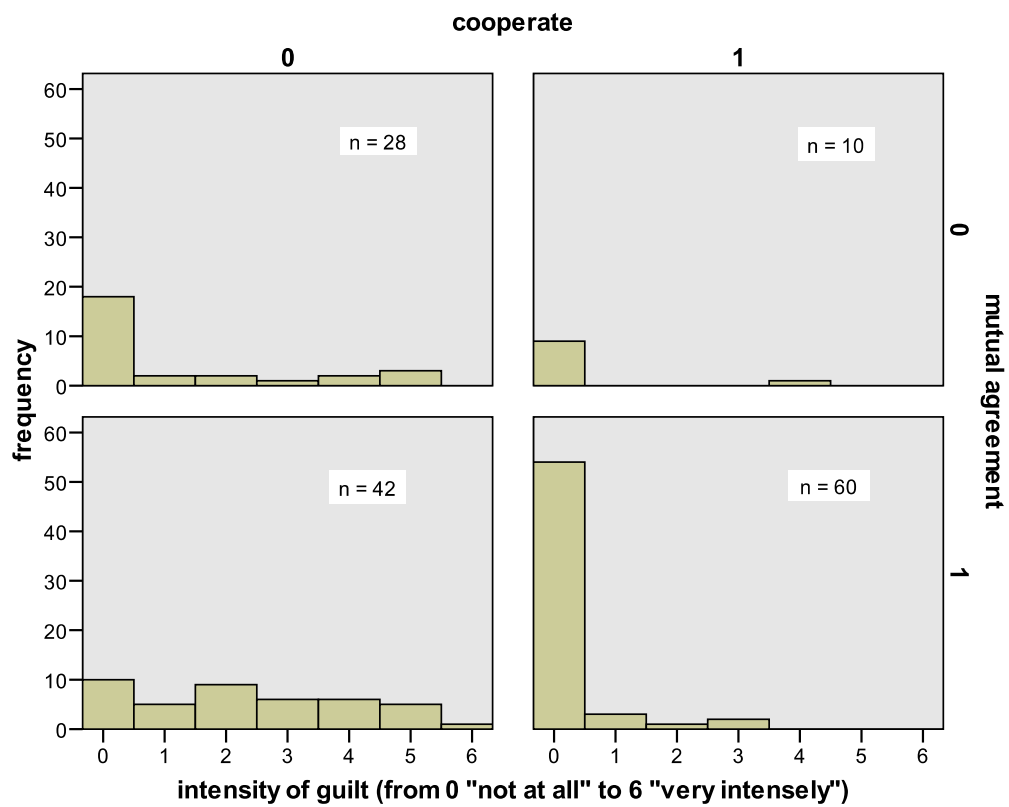 cooperate
0 1
60
50
40
30
20
10
0
n = 28
n = 10
0
60
50
40
30
20
10
0
n = 42
n = 60
1
frequency
mutual agreement
0 1 2 3 4 5 6
0 1 2 3 4 5 6
intensity of guilt (from 0 "not at all" to 6 "very intensely")